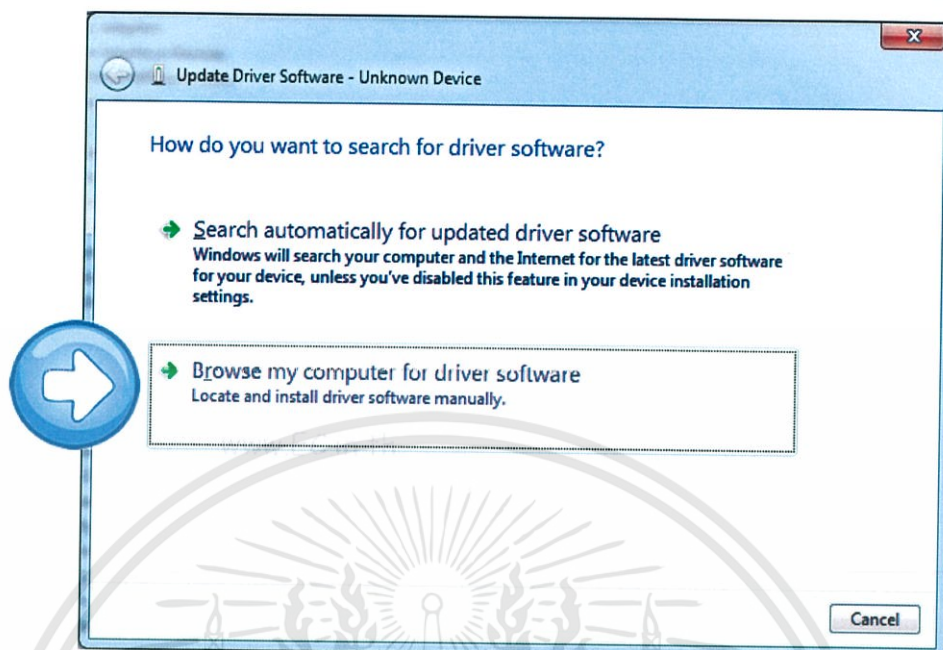 Update Driver Software - Unknown Device
How do you want to search for driver software?
Search automatically for updated driver software
Windows will search your computer and the Internet for the latest driver software
for your device, unless you've disabled this feature in your device installation
settings.
Browse my computer for driver software
Locate and install driver software manually.
Cancel